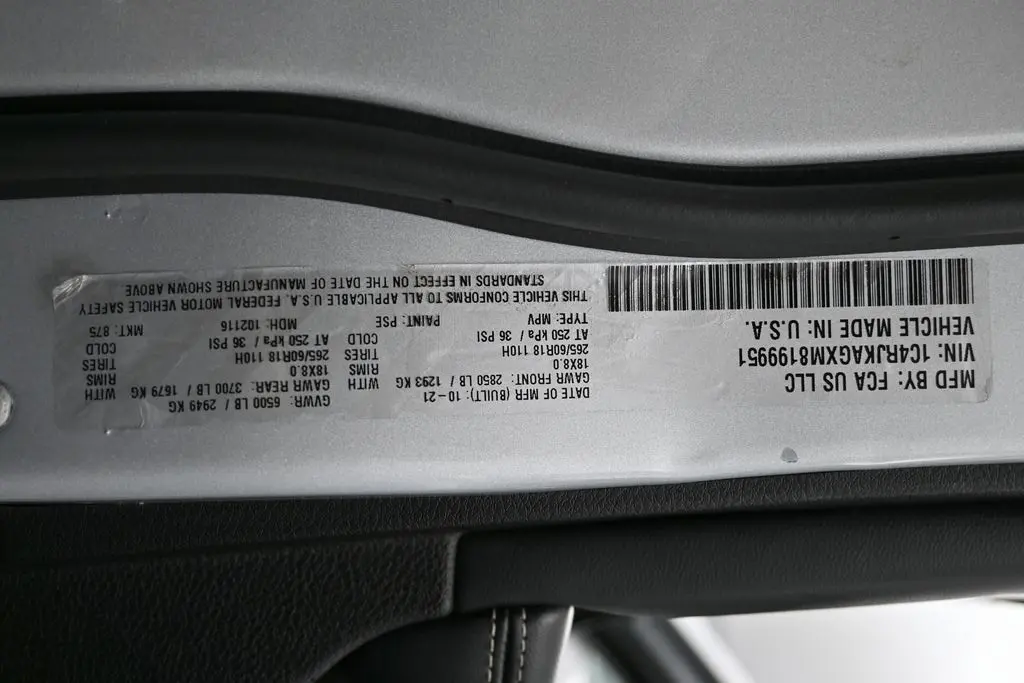 MFD BY: FCA US LLC
VIN: 1C4RJKAGXM8199951
VEHICLE MADE IN: U.S.A.
DATE OF MFR (BUILT): 10-21
GVWR: 6500 LB / 2949 KG
GAWR FRONT: 2850 LB / 1293 KG
WITH
GAWR REAR: 3700 LB / 1679 KG
WITH
18X8.0
RIMS
18X8.0
RIMS
265/60R18 110H
TIRES
265/60R18 110H
TIRES
AT 250 kPa / 36 PSI
COLD
AT 250 kPa / 36 PSI
COLD
TYPE: MPV
PAINT: PSE
MDH: 102116
MKT: 875
THIS VEHICLE CONFORMS TO ALL APPLICABLE U.S.A. FEDERAL MOTOR VEHICLE SAFETY
STANDARDS IN EFFECT ON THE DATE OF MANUFACTURE SHOWN ABOVE